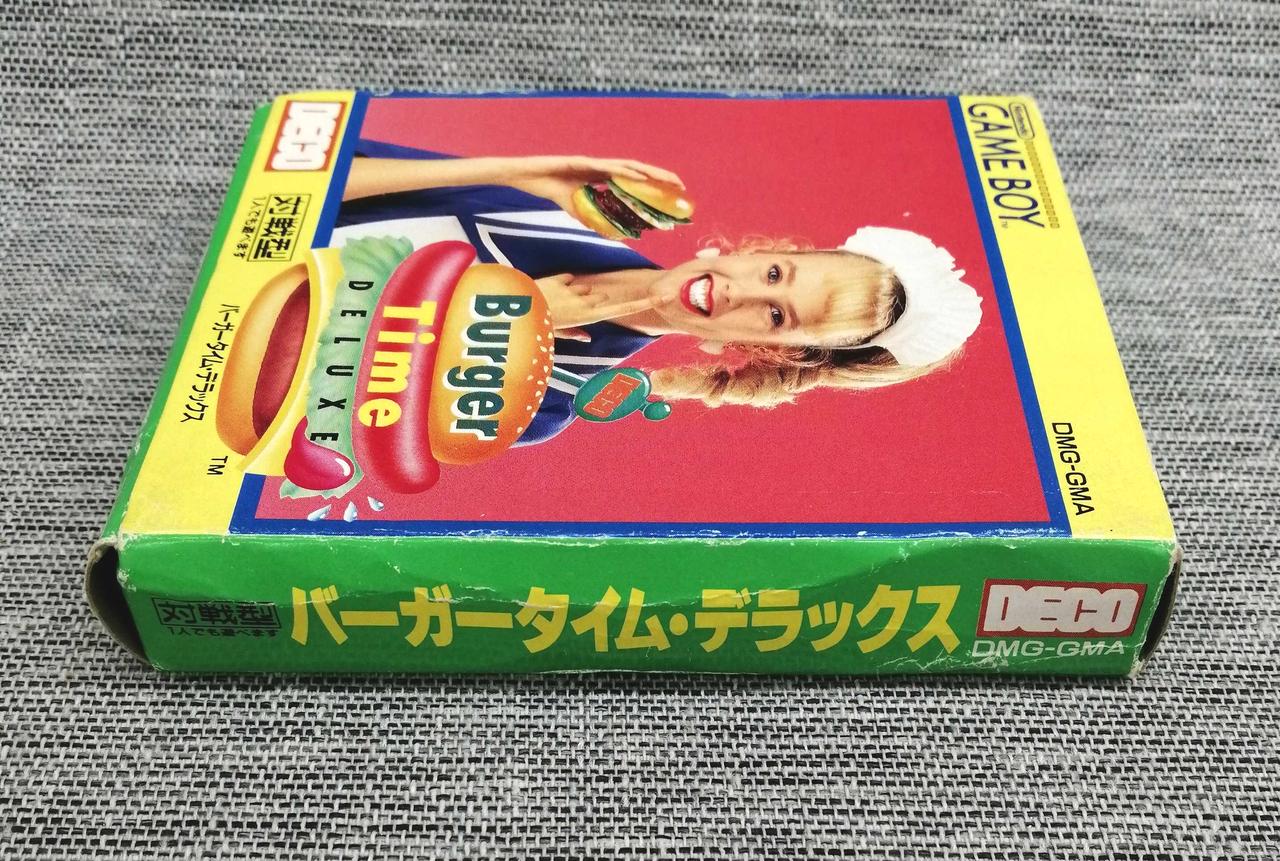 Nintendo
GAME BOY
TM
DMG-GMA
DECO
対戦型
1人でも遊べます
DECO
Burger
Time
DELUXE
バーガータイムデラックス
TM
対戦型
1人でも遊べます
バーガータイム・デラックス
DECO
DMG-GMA